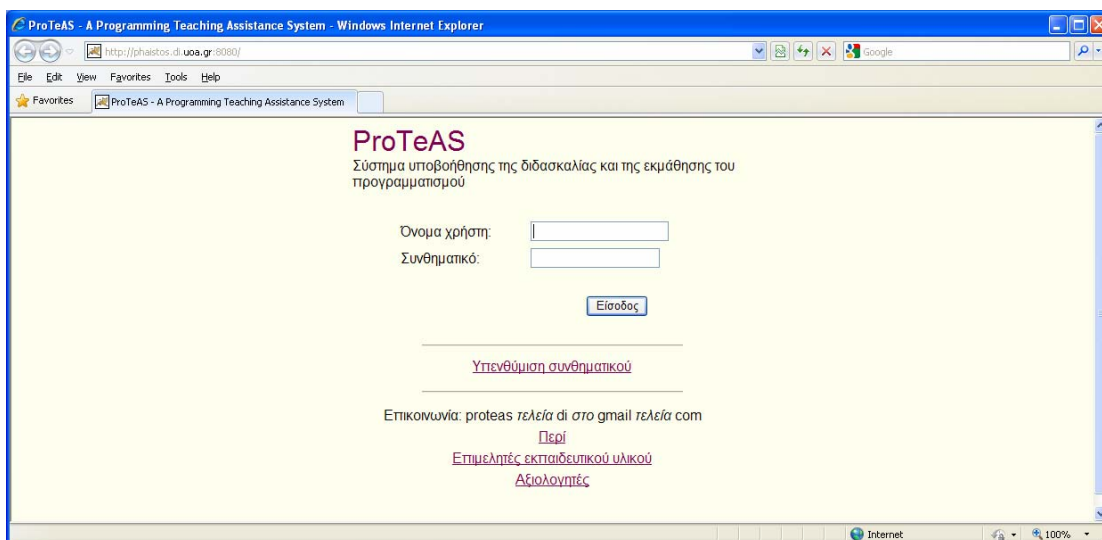 ProTeAS - A Programming Teaching Assistance System - Windows Internet Explorer
http://phaistos.di.uoa.gr:8080/
Google
File Edit View Favorites Tools Help
Favorites ProTeAS - A Programming Teaching Assistance System
ProTeAS
Σύστημα υποβοήθησης της διδασκαλίας και της εκμάθησης του
προγραμματισμού
Όνομα χρήστη:
Συνθηματικό:
Είσοδος
Υπενθύμιση συνθηματικού
Επικοινωνία: proteas τελεία di στο gmail τελεία com
Περί
Επιμελητές εκπαιδευτικού υλικού
Αξιολογητές
Internet 100%